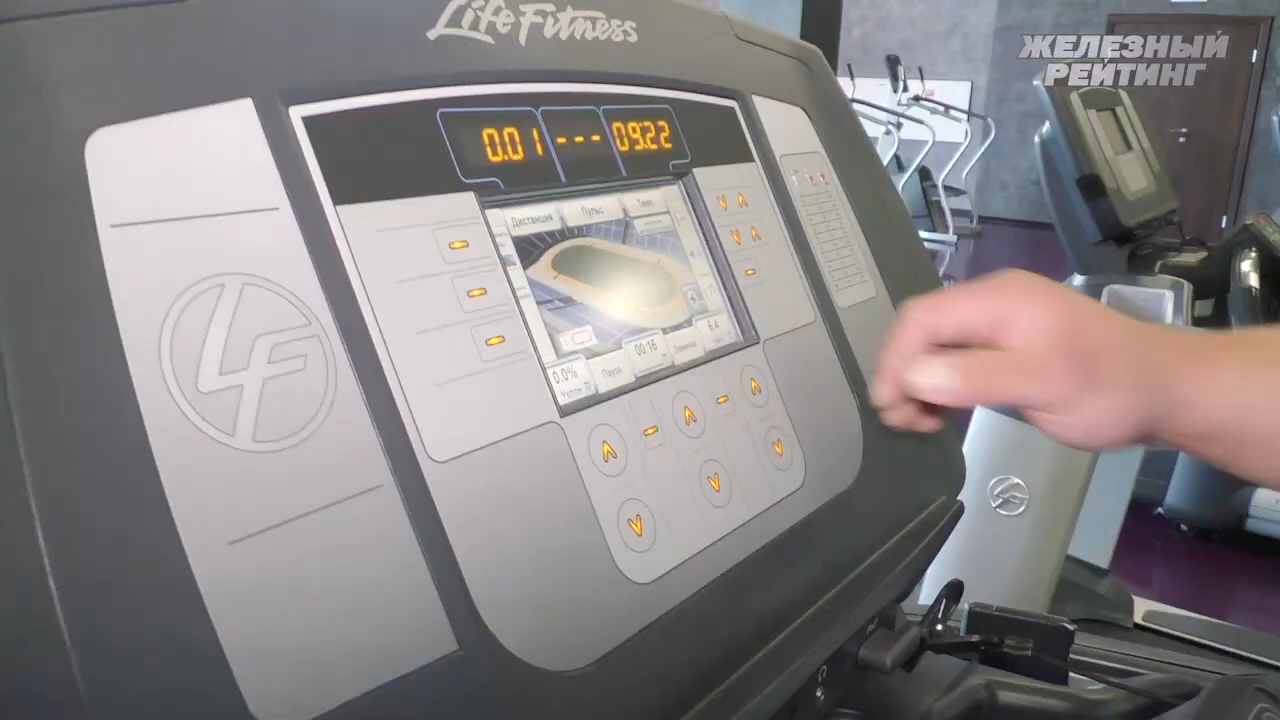 Life Fitness
ЖЕЛЕЗНЫЙ
РЕЙТИНГ
0.01 --- 09:22
Дистанция Пульс Темп
0.0% Пауза 00:16 6.4
Уклон
LF